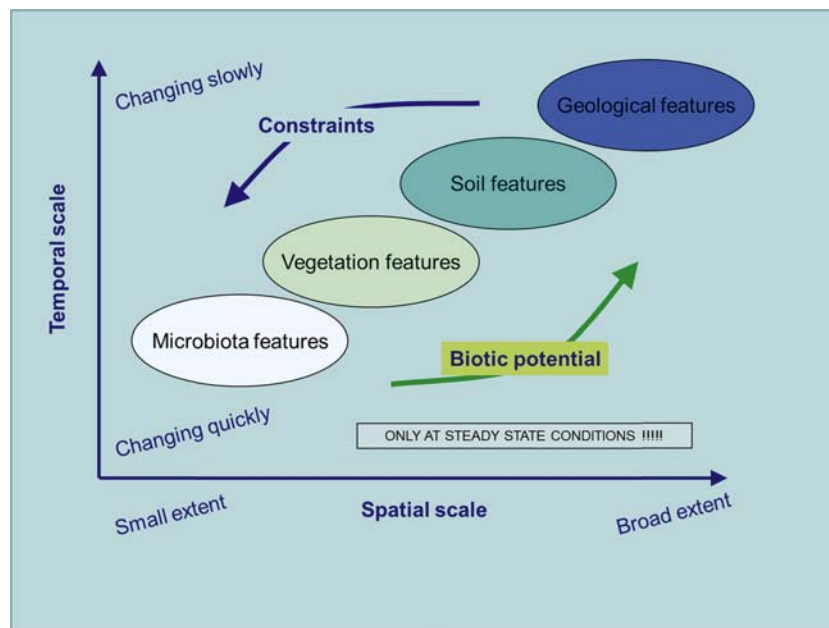 Changing slowly
Geological features
Constraints
Soil features
Temporal scale
Vegetation features
Microbiota features
Biotic potential
Changing quickly
ONLY AT STEADY STATE CONDITIONS !!!!!
Small extent
Spatial scale
Broad extent